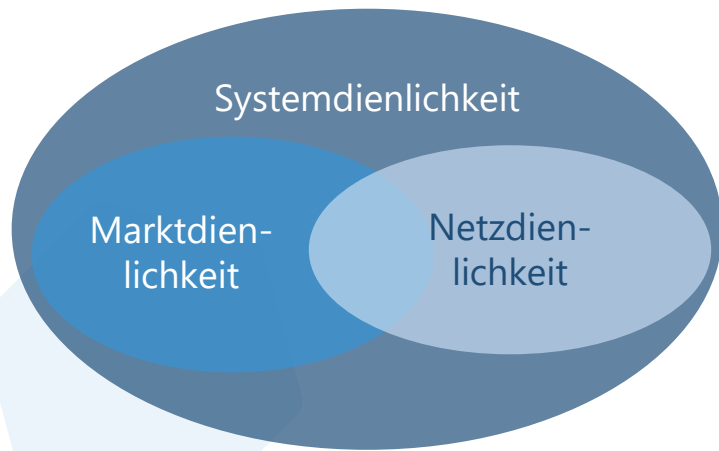 Systemdienlichkeit
Marktdien-
lichkeit
Netzdien-
lichkeit